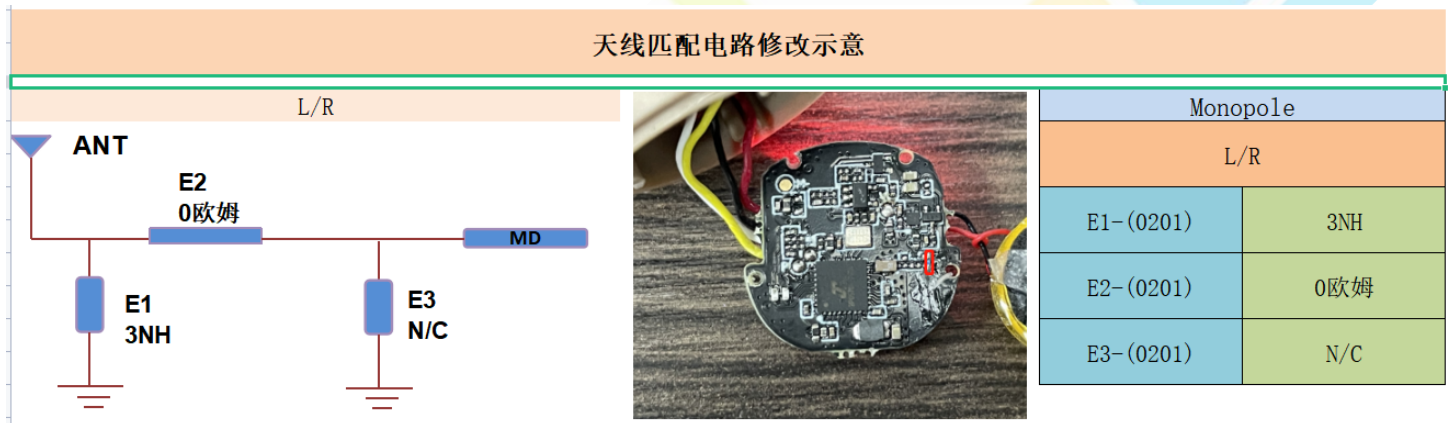 天线匹配电路修改示意
L/R
ANT
E2
0欧姆
MD
E1
3NH
E3
N/C
Monopole
L/R
E1-(0201) 3NH
E2-(0201) 0欧姆
E3-(0201) N/C